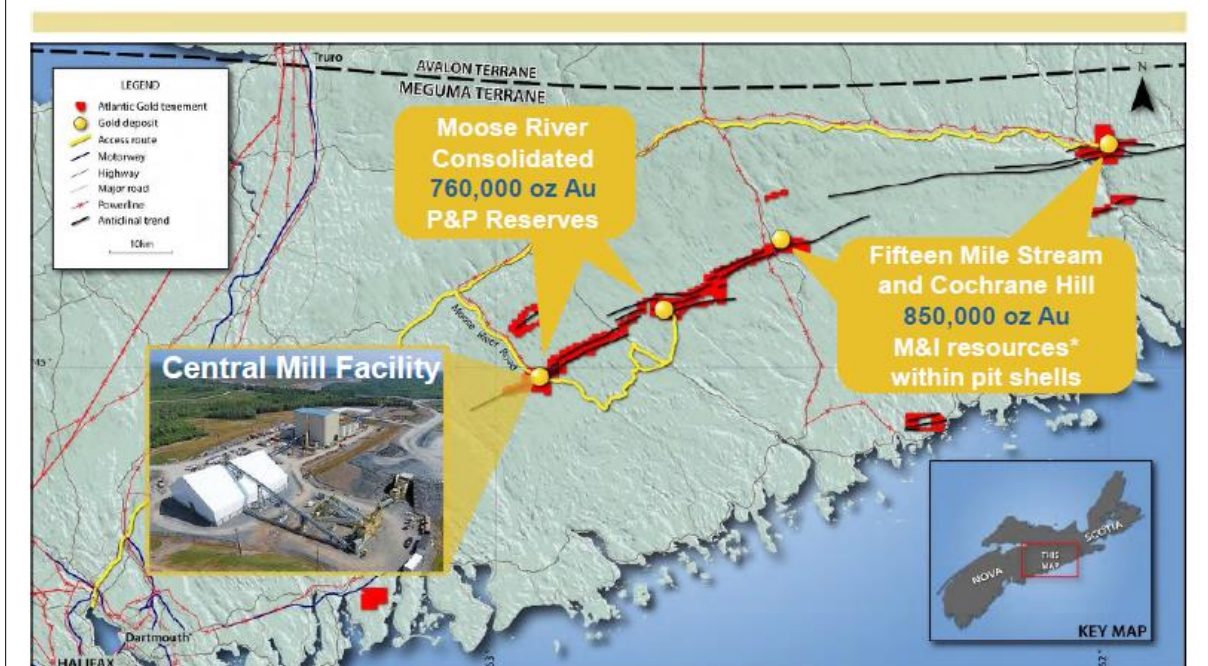 Truro
AVALON TERRANE
MEGUMA TERRANE
N
LEGEND
Atlantic Gold tenement
Gold deposit
Access route
Motorway
Highway
Major road
Powerline
Anticlinal trend
10km
Moose River
Consolidated
760,000 oz Au
P&P Reserves
Fifteen Mile Stream
and Cochrane Hill
850,000 oz Au
M&I resources*
within pit shells
Moose River Road
45°
Central Mill Facility
NOVA
SCOTIA
THIS
MAP
KEY MAP
Dartmouth
HALIFAX
63
62